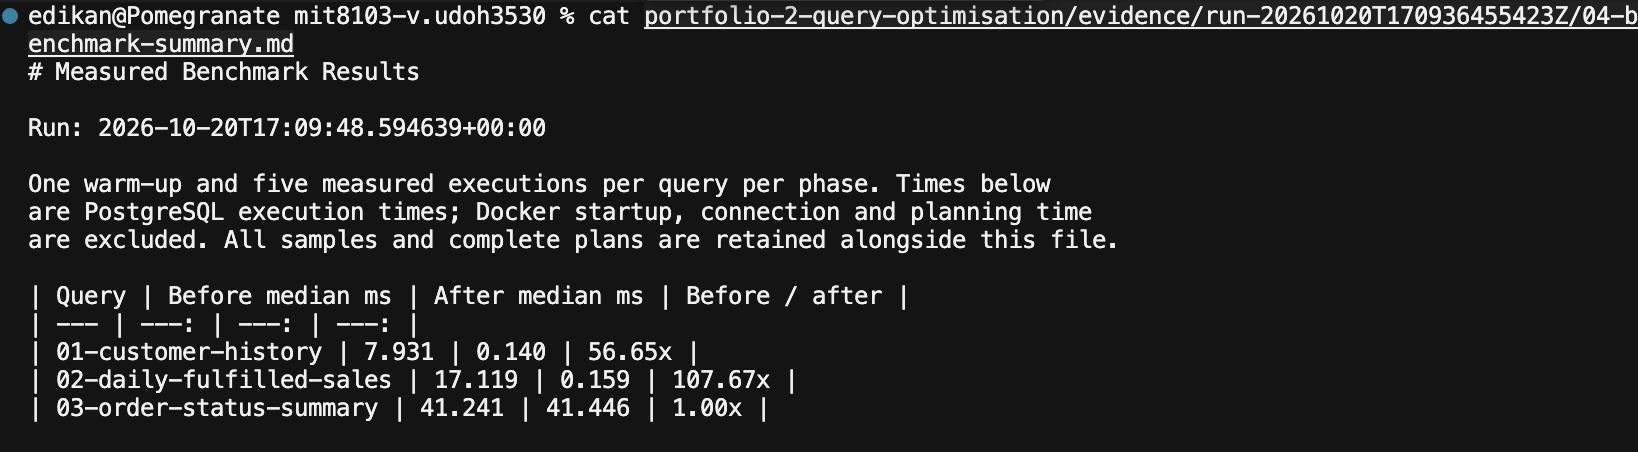 edikan@Pomegranate mit8103-v.udoh3530 % cat portfolio-2-query-optimisation/evidence/run-20261020T170936455423Z/04-b
enchmark-summary.md
# Measured Benchmark Results
Run: 2026-10-20T17:09:48.594639+00:00
One warm-up and five measured executions per query per phase. Times below
are PostgreSQL execution times; Docker startup, connection and planning time
are excluded. All samples and complete plans are retained alongside this file.
| Query | Before median ms | After median ms | Before / after |
| --- | ---: | ---: | ---: |
| 01-customer-history | 7.931 | 0.140 | 56.65x |
| 02-daily-fulfilled-sales | 17.119 | 0.159 | 107.67x |
| 03-order-status-summary | 41.241 | 41.446 | 1.00x |